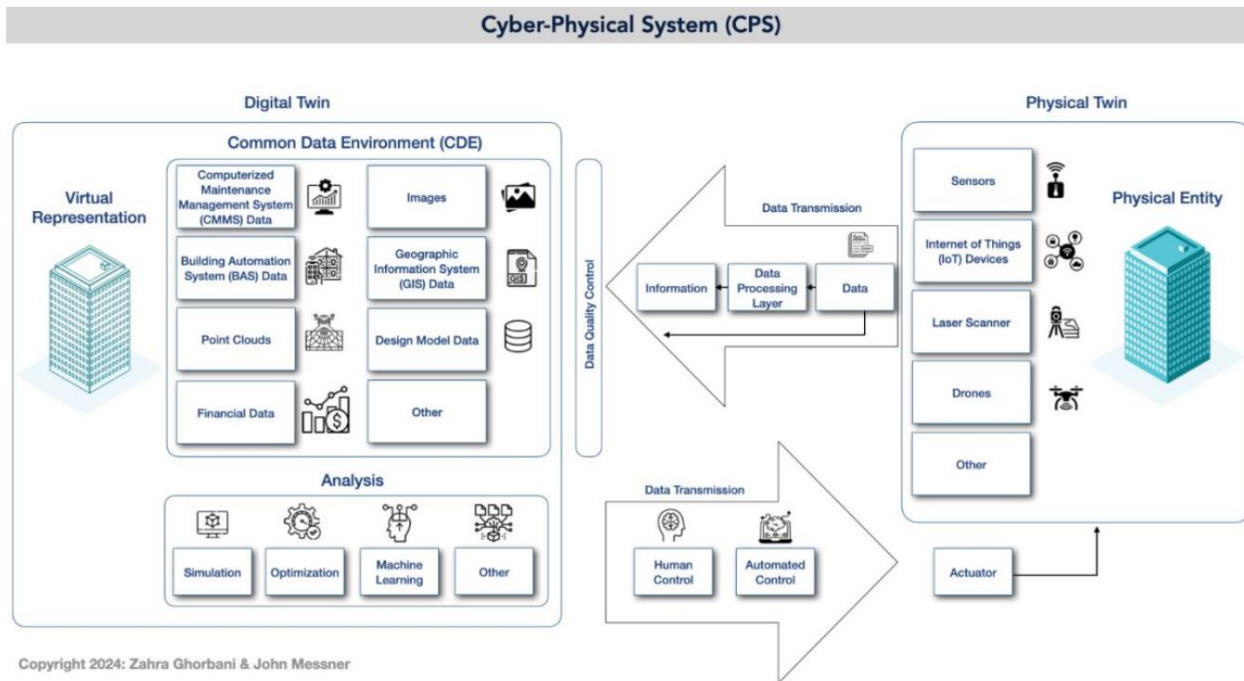 Cyber-Physical System (CPS)
Digital Twin
Virtual
Representation
Common Data Environment (CDE)
Computerized
Maintenance
Management System
(CMMS) Data
Images
Building Automation
System (BAS) Data
Geographic
Information System
(GIS) Data
GIS
Point Clouds
Design Model Data
Financial Data
Other
Analysis
Simulation
Optimization
Machine
Learning
Other
Data Quality Control
Data Transmission
Information
Data
Processing
Layer
Data
Data Transmission
Human
Control
Automated
Control
Physical Twin
Sensors
Internet of Things
(IoT) Devices
Laser Scanner
Drones
Other
Physical Entity
Actuator
Copyright 2024: Zahra Ghorbani & John Messner